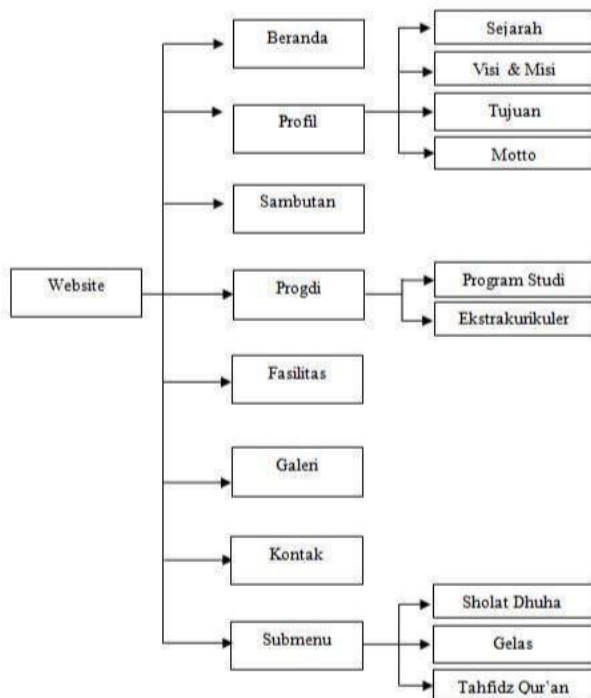 Website
Beranda
Profil
Sejarah
Visi & Misi
Tujuan
Motto
Sambutan
Progdi
Program Studi
Ekstrakurikuler
Fasilitas
Galeri
Kontak
Submenu
Sholat Dhuha
Gelas
Tahfidz Qur'an